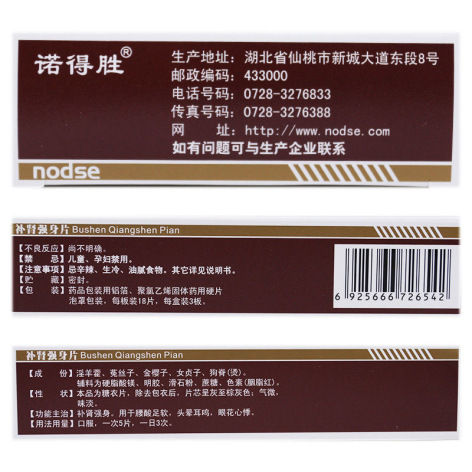 诺得胜®
生产地址：湖北省仙桃市新城大道东段8号
邮政编码：433000
电话号码：0728-3276833
传真号码：0728-3276388
网　　址：http://www.nodse.com
如有问题可与生产企业联系
nodse
补肾强身片 Bushen Qiangshen Pian
【不良反应】尚不明确。
【禁　　忌】儿童、孕妇禁用。
【注意事项】忌辛辣、生冷、油腻食物。其它详见说明书。
【贮　　藏】密封。
【包　　装】药品包装用铝箔、聚氯乙烯固体药用硬片
泡罩包装，每板装18片，每盒装3板。
6 925666 726542
补肾强身片 Bushen Qiangshen Pian
【成　　份】淫羊藿、菟丝子、金樱子、女贞子、狗脊(烫)。
辅料为硬脂酸镁、明胶、滑石粉、蔗糖、色素(胭脂红)。
【性　　状】本品为糖衣片，除去包衣后，片芯呈灰至棕灰色；气微，
味淡。
【功能主治】补肾强身。用于腰酸足软，头晕耳鸣，眼花心悸。
【用法用量】口服，一次5片，一日3次。